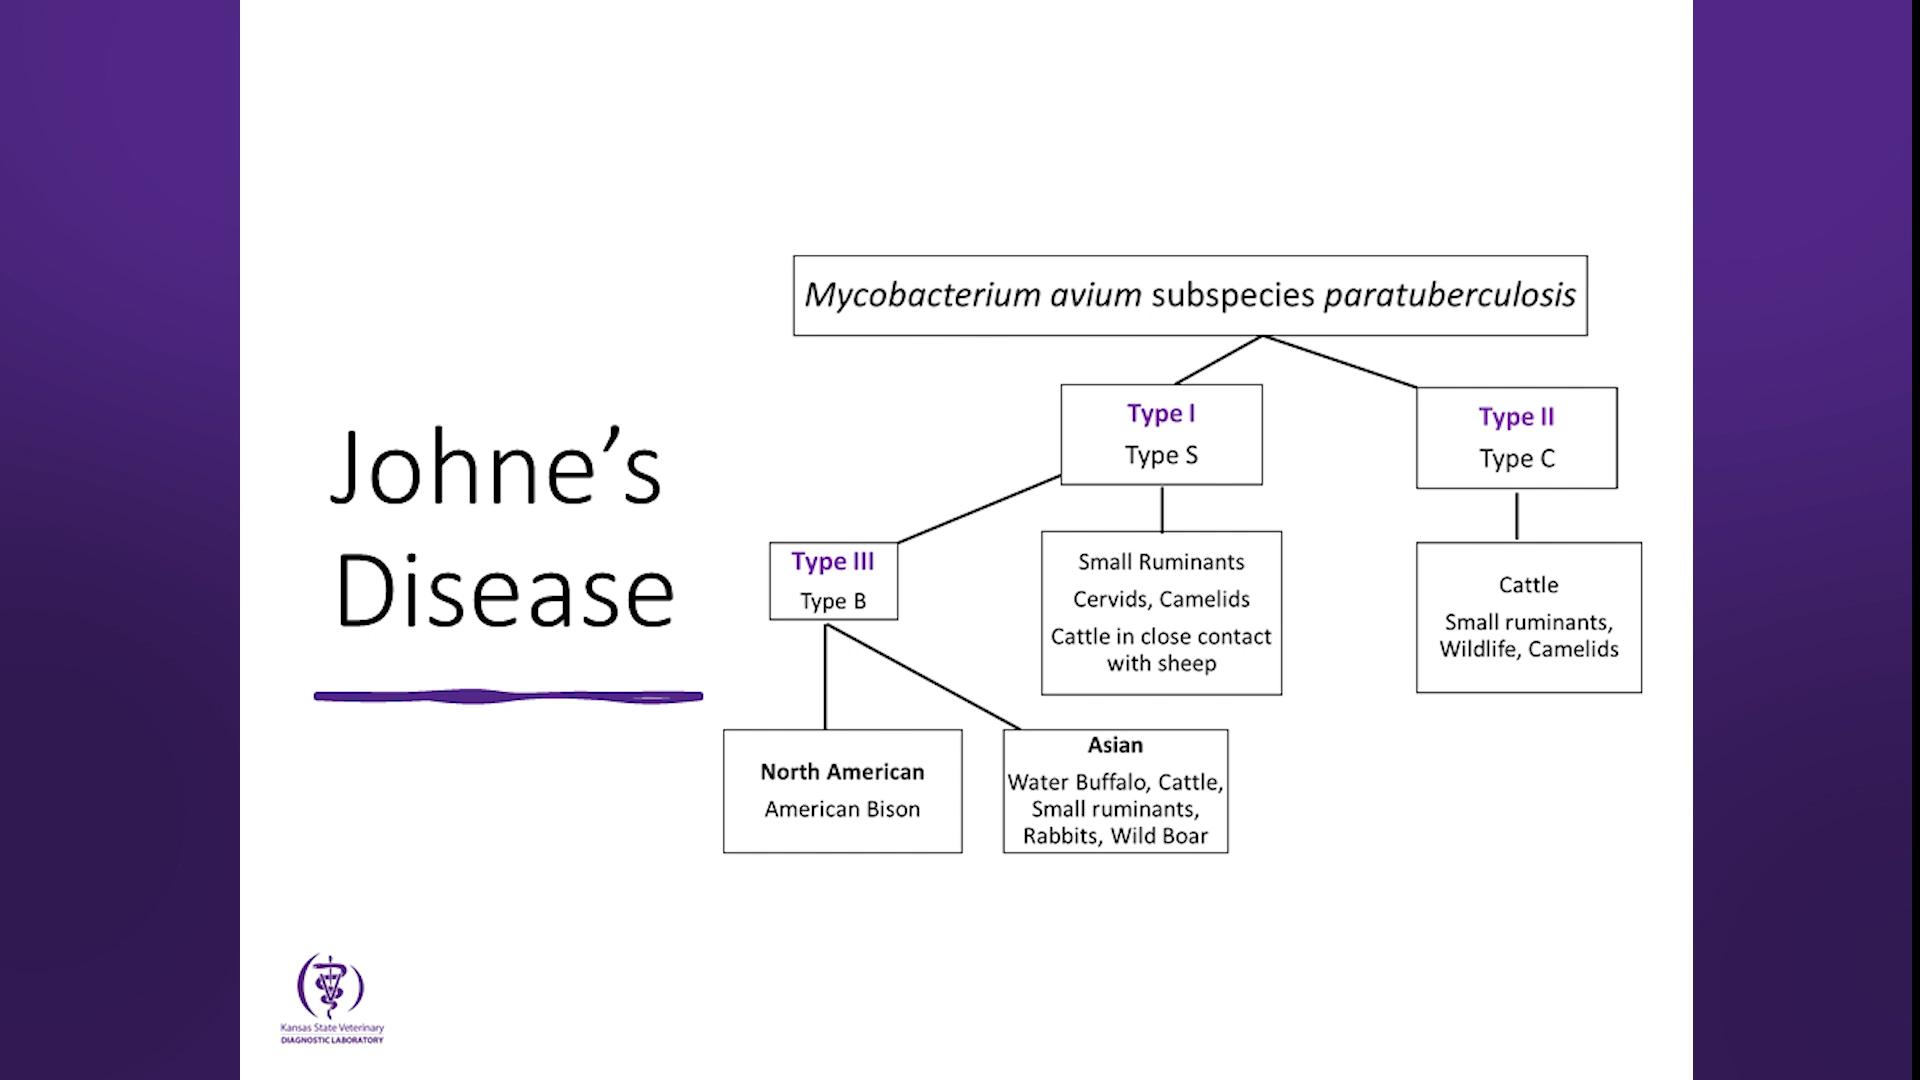 Johne’s
Disease
Mycobacterium avium subspecies paratuberculosis
Type I
Type S
Type II
Type C
Type III
Type B
Small Ruminants
Cervids, Camelids
Cattle in close contact
with sheep
Cattle
Small ruminants,
Wildlife, Camelids
North American
American Bison
Asian
Water Buffalo, Cattle,
Small ruminants,
Rabbits, Wild Boar
Kansas State Veterinary
DIAGNOSTIC LABORATORY